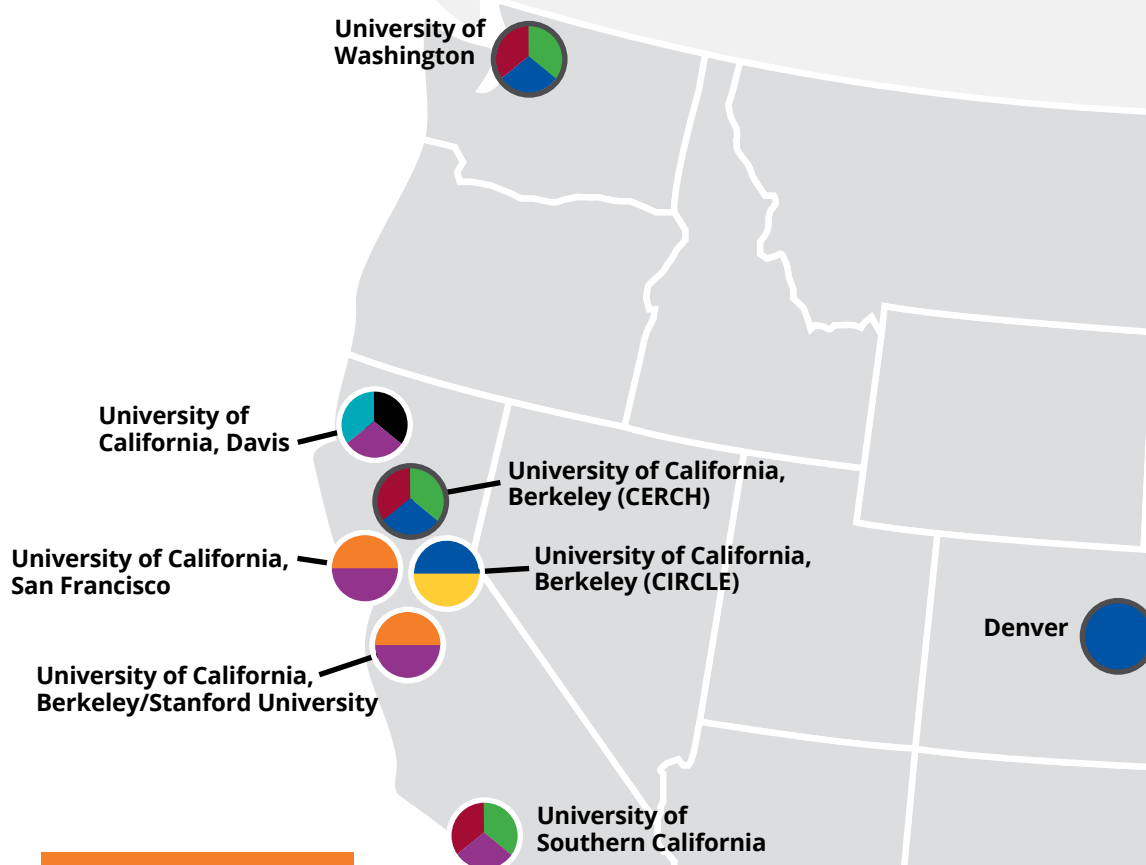 University of
Washington
University of
California, Davis
University of California,
Berkeley (CERCH)
University of California,
San Francisco
University of California,
Berkeley (CIRCLE)
Denver
University of California,
Berkeley/Stanford University
University of
Southern California